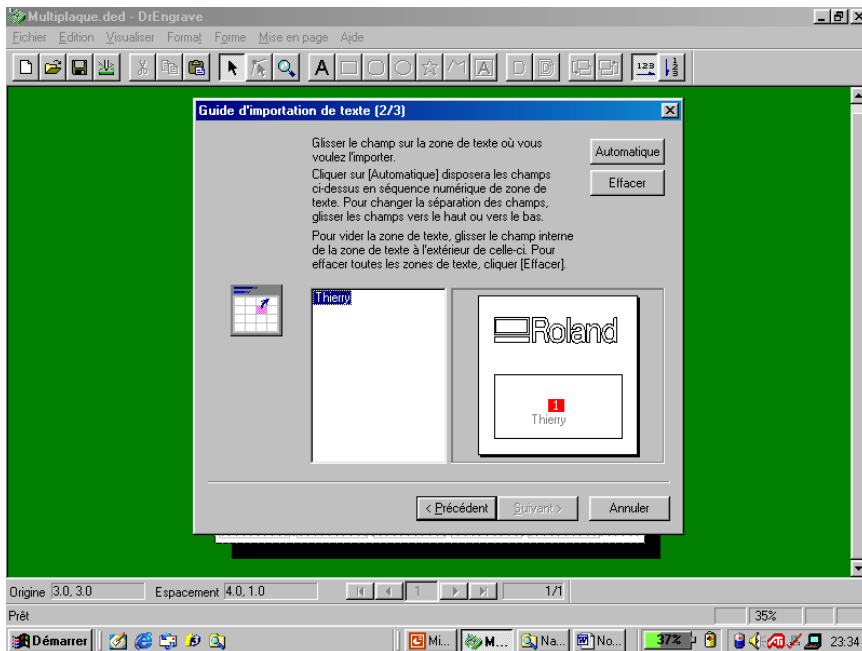 Multiplaque.ded - DrEngrave
Fichier Edition Visualiser Format Forme Mise en page Aide
A A D D 123 123
Guide d'importation de texte (2/3)
Glisser le champ sur la zone de texte où vous
voulez l'importer.
Automatique
Cliquer sur [Automatique] disposera les champs
ci-dessus en séquence numérique de zone de
texte. Pour changer la séparation des champs,
glisser les champs vers le haut ou vers le bas.
Effacer
Pour vider la zone de texte, glisser le champ interne
de la zone de texte à l'extérieur de celle-ci. Pour
effacer toutes les zones de texte, cliquer [Effacer].
Thierry
Roland
1
Thierry
< Précédent Suivant > Annuler
Origine 3.0, 3.0 Espacement 4.0, 1.0 1 1/1
Prêt 35%
Démarrer Mi... M... Na... No... 37% ATI 23:34